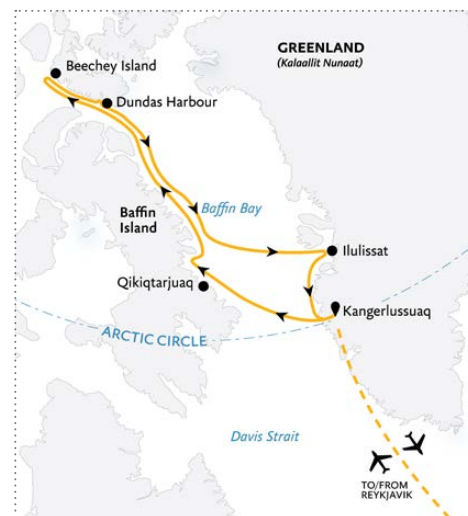 GREENLAND
(Kalaallit Nunaat)
Beechey Island
Dundas Harbour
Baffin Bay
Baffin
Island
Ilulissat
Qikiqtarjuaq
Kangerlussuaq
ARCTIC CIRCLE
Davis Strait
TO/FROM
REYKJAVIK